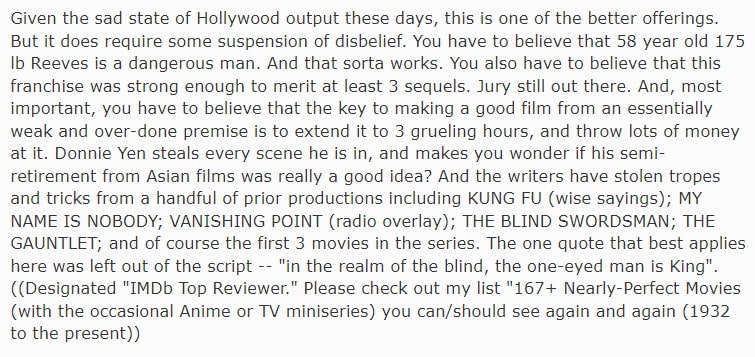 Given the sad state of Hollywood output these days, this is one of the better offerings.
But it does require some suspension of disbelief. You have to believe that 58 year old 175
lb Reeves is a dangerous man. And that sorta works. You also have to believe that this
franchise was strong enough to merit at least 3 sequels. Jury still out there. And, most
important, you have to believe that the key to making a good film from an essentially
weak and over-done premise is to extend it to 3 grueling hours, and throw lots of money
at it. Donnie Yen steals every scene he is in, and makes you wonder if his semi-
retirement from Asian films was really a good idea? And the writers have stolen tropes
and tricks from a handful of prior productions including KUNG FU (wise sayings); MY
NAME IS NOBODY; VANISHING POINT (radio overlay); THE BLIND SWORDSMAN; THE
GAUNTLET; and of course the first 3 movies in the series. The one quote that best applies
here was left out of the script -- "in the realm of the blind, the one-eyed man is King".
((Designated "IMDb Top Reviewer." Please check out my list "167+ Nearly-Perfect Movies
(with the occasional Anime or TV miniseries) you can/should see again and again (1932
to the present))